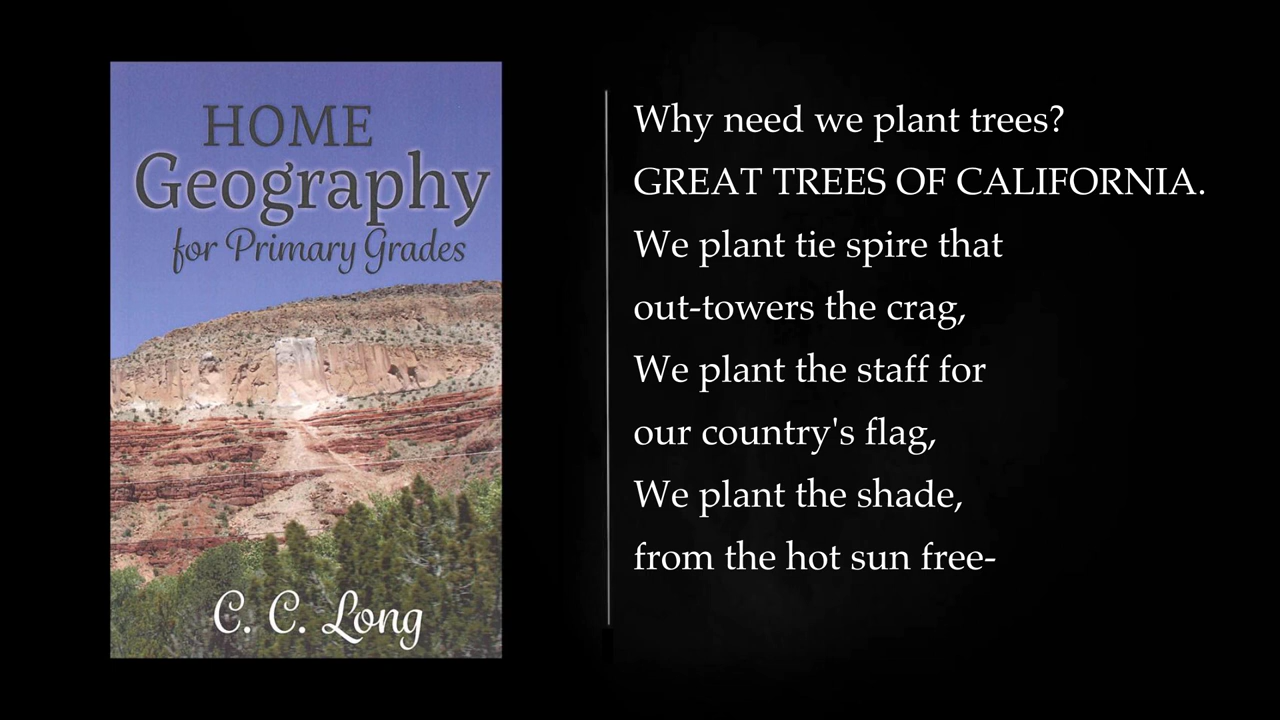 HOME
Geography
for Primary Grades
C. C. Long
Why need we plant trees?
GREAT TREES OF CALIFORNIA.
We plant tie spire that
out-towers the crag,
We plant the staff for
our country's flag,
We plant the shade,
from the hot sun free-